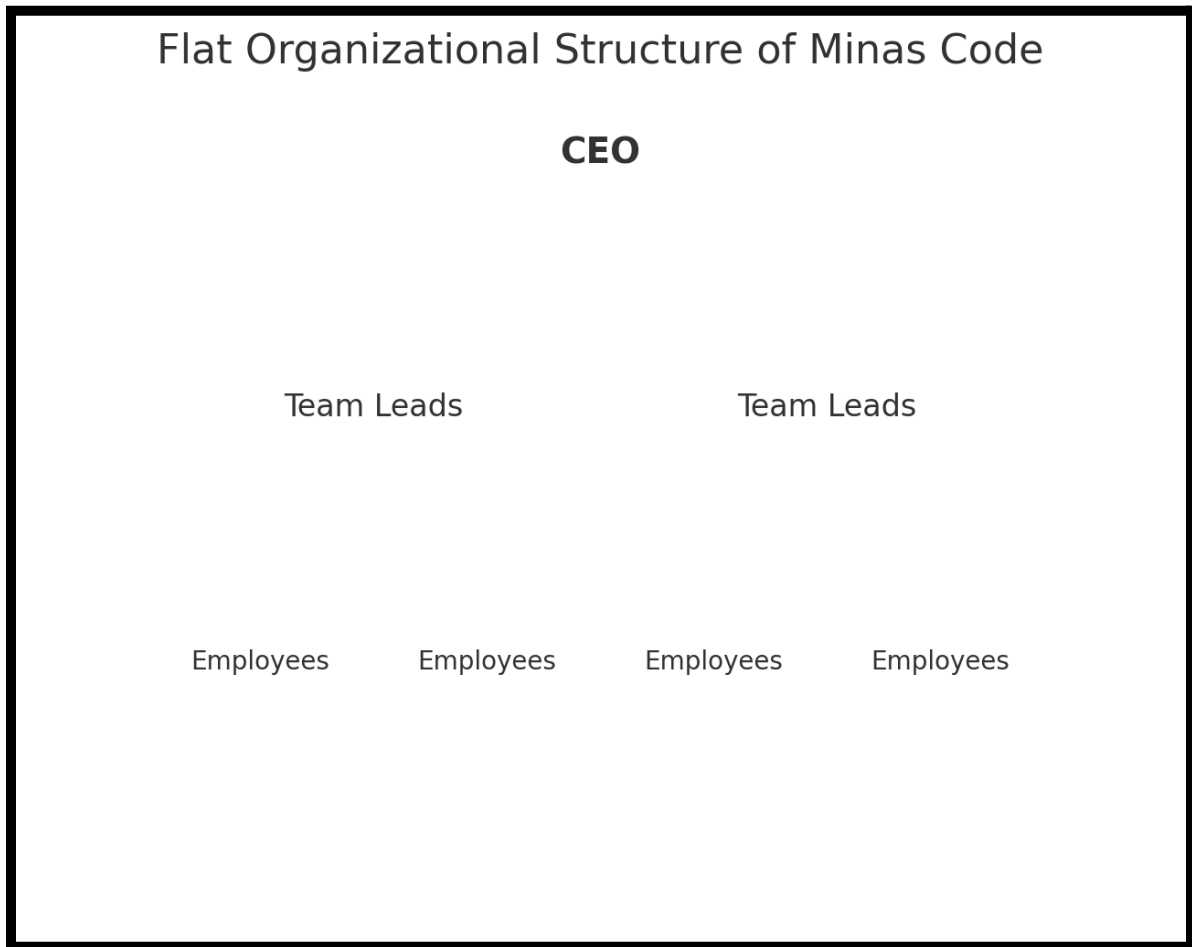 Flat Organizational Structure of Minas Code
CEO
Team Leads Team Leads
Employees Employees Employees Employees